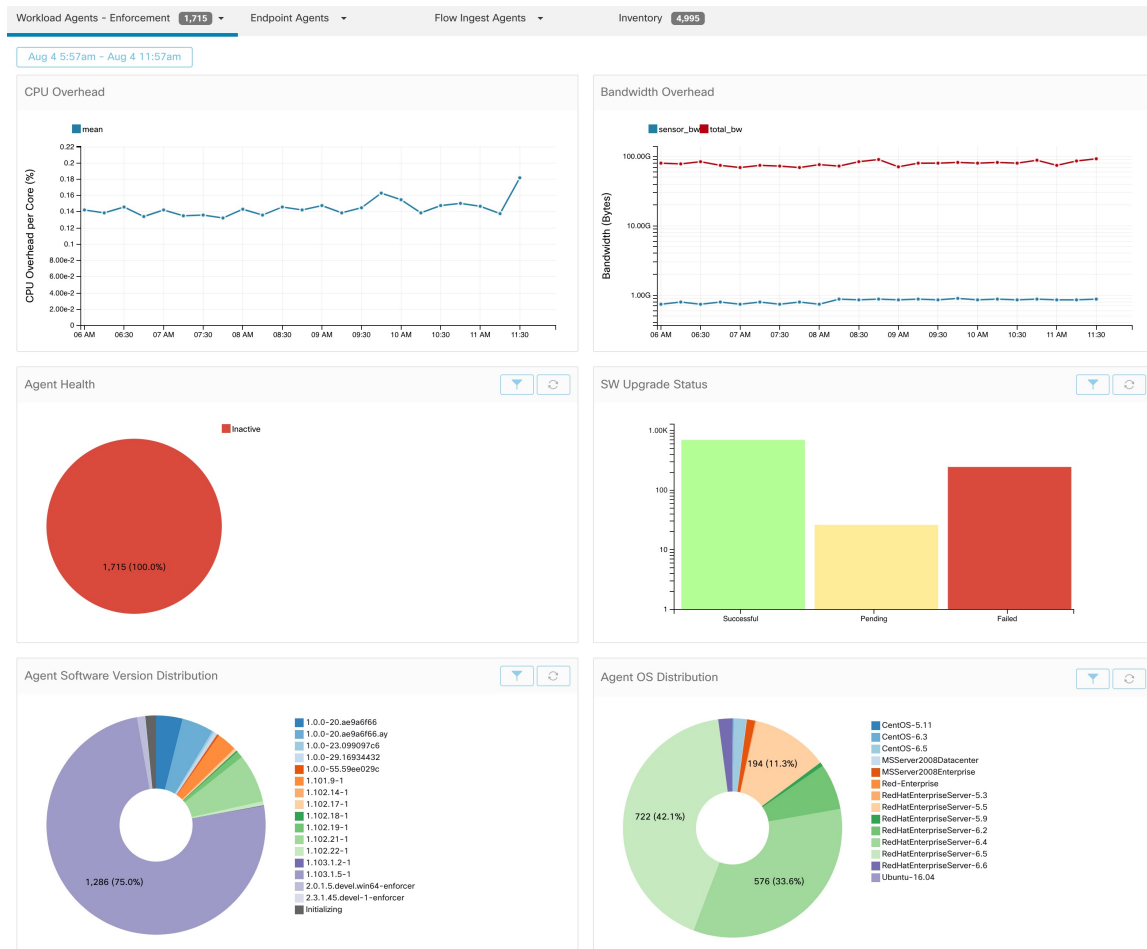 Workload Agents - Enforcement 1,715 Endpoint Agents Flow Ingest Agents Inventory 4,995
Aug 4 5:57am - Aug 4 11:57am
CPU Overhead
mean
CPU Overhead per Core (%)
0.22
0.2
0.18
0.16
0.14
0.12
0.1
8.00e-2
6.00e-2
4.00e-2
2.00e-2
0
06 AM 06:30 07 AM 07:30 08 AM 08:30 09 AM 09:30 10 AM 10:30 11 AM 11:30
Bandwidth Overhead
sensor_bw total_bw
Bandwidth (Bytes)
100.00G
10.00G
1.00G
06 AM 06:30 07 AM 07:30 08 AM 08:30 09 AM 09:30 10 AM 10:30 11 AM 11:30
Agent Health
Inactive
1,715 (100.0%)
SW Upgrade Status
1.00K
100
10
1
Successful Pending Failed
Agent Software Version Distribution
1,286 (75.0%)
1.0.0-20.ae9a6f66
1.0.0-20.ae9a6f66.ay
1.0.0-23.099097c6
1.0.0-29.16934432
1.0.0-55.59ee029c
1.101.9-1
1.102.14-1
1.102.17-1
1.102.18-1
1.102.19-1
1.102.21-1
1.102.22-1
1.103.1.2-1
1.103.1.5-1
2.0.1.5.devel.win64-enforcer
2.3.1.45.devel-1-enforcer
Initializing
Agent OS Distribution
194 (11.3%)
722 (42.1%)
576 (33.6%)
CentOS-5.11
CentOS-6.3
CentOS-6.5
MSServer2008Datacenter
MSServer2008Enterprise
Red-Enterprise
RedHatEnterpriseServer-5.3
RedHatEnterpriseServer-5.5
RedHatEnterpriseServer-5.9
RedHatEnterpriseServer-6.2
RedHatEnterpriseServer-6.4
RedHatEnterpriseServer-6.5
RedHatEnterpriseServer-6.6
Ubuntu-16.04